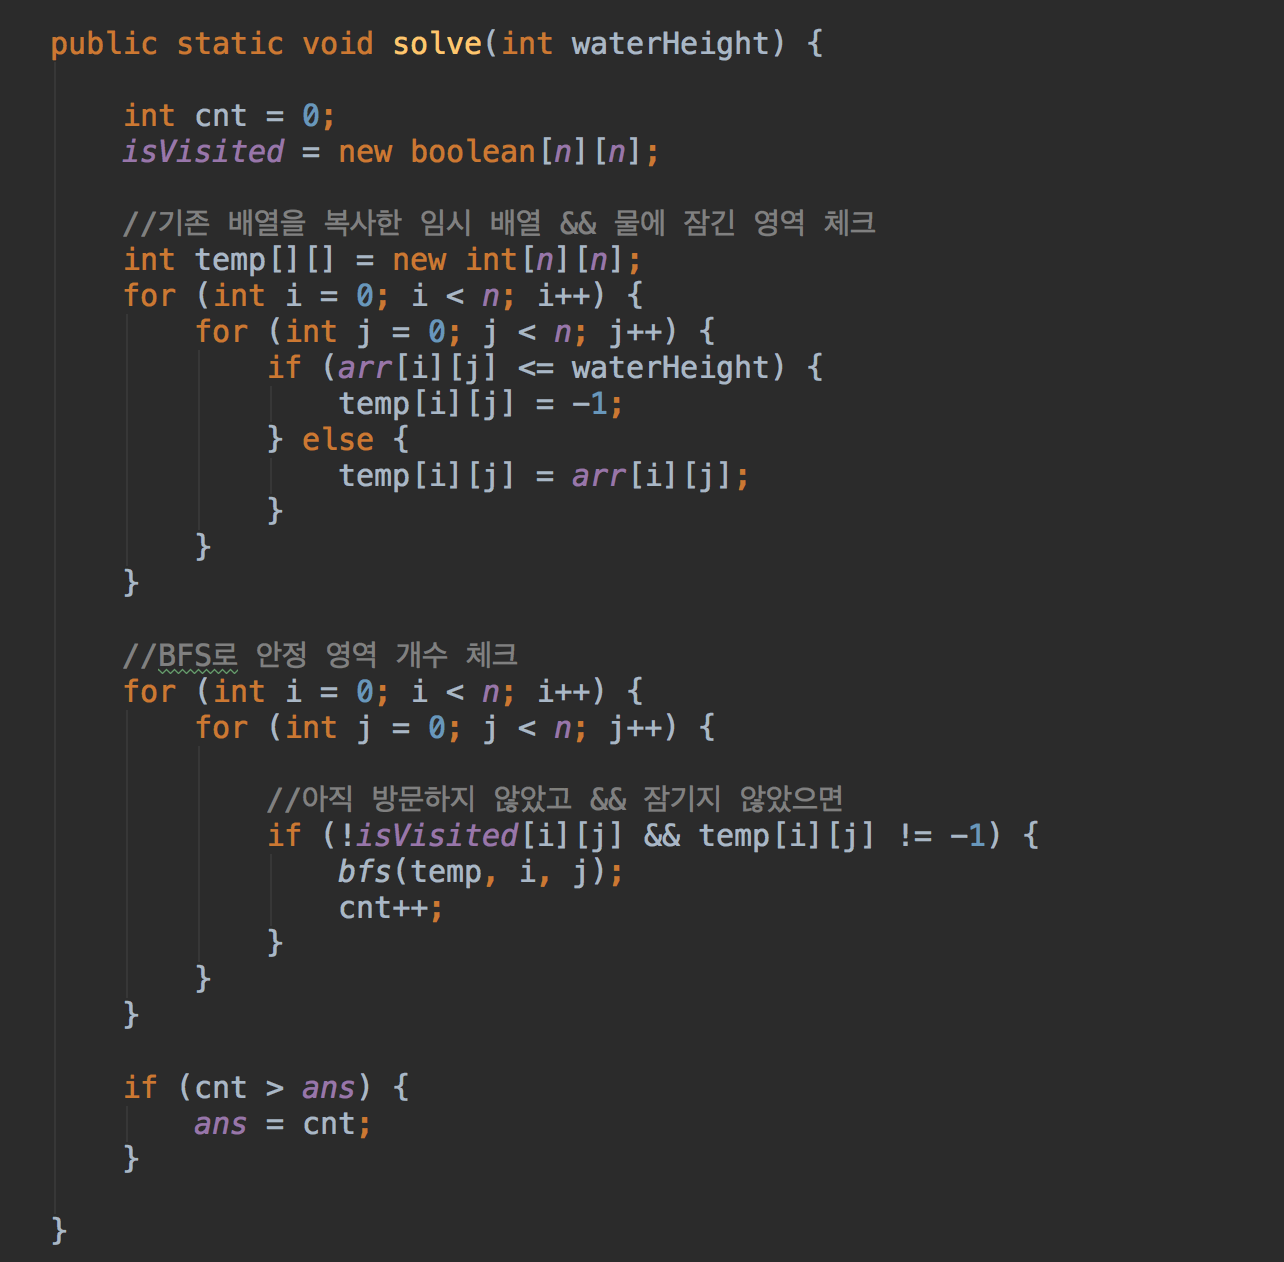 public static void solve(int waterHeight) {
int cnt = 0;
isVisited = new boolean[n][n];
//기존 배열을 복사한 임시 배열 && 물에 잠긴 영역 체크
int temp[][] = new int[n][n];
for (int i = 0; i < n; i++) {
for (int j = 0; j < n; j++) {
if (arr[i][j] <= waterHeight) {
temp[i][j] = -1;
} else {
temp[i][j] = arr[i][j];
}
}
}
//BFS로 안정 영역 개수 체크
for (int i = 0; i < n; i++) {
for (int j = 0; j < n; j++) {
//아직 방문하지 않았고 && 잠기지 않았으면
if (!isVisited[i][j] && temp[i][j] != -1) {
bfs(temp, i, j);
cnt++;
}
}
}
if (cnt > ans) {
ans = cnt;
}
}